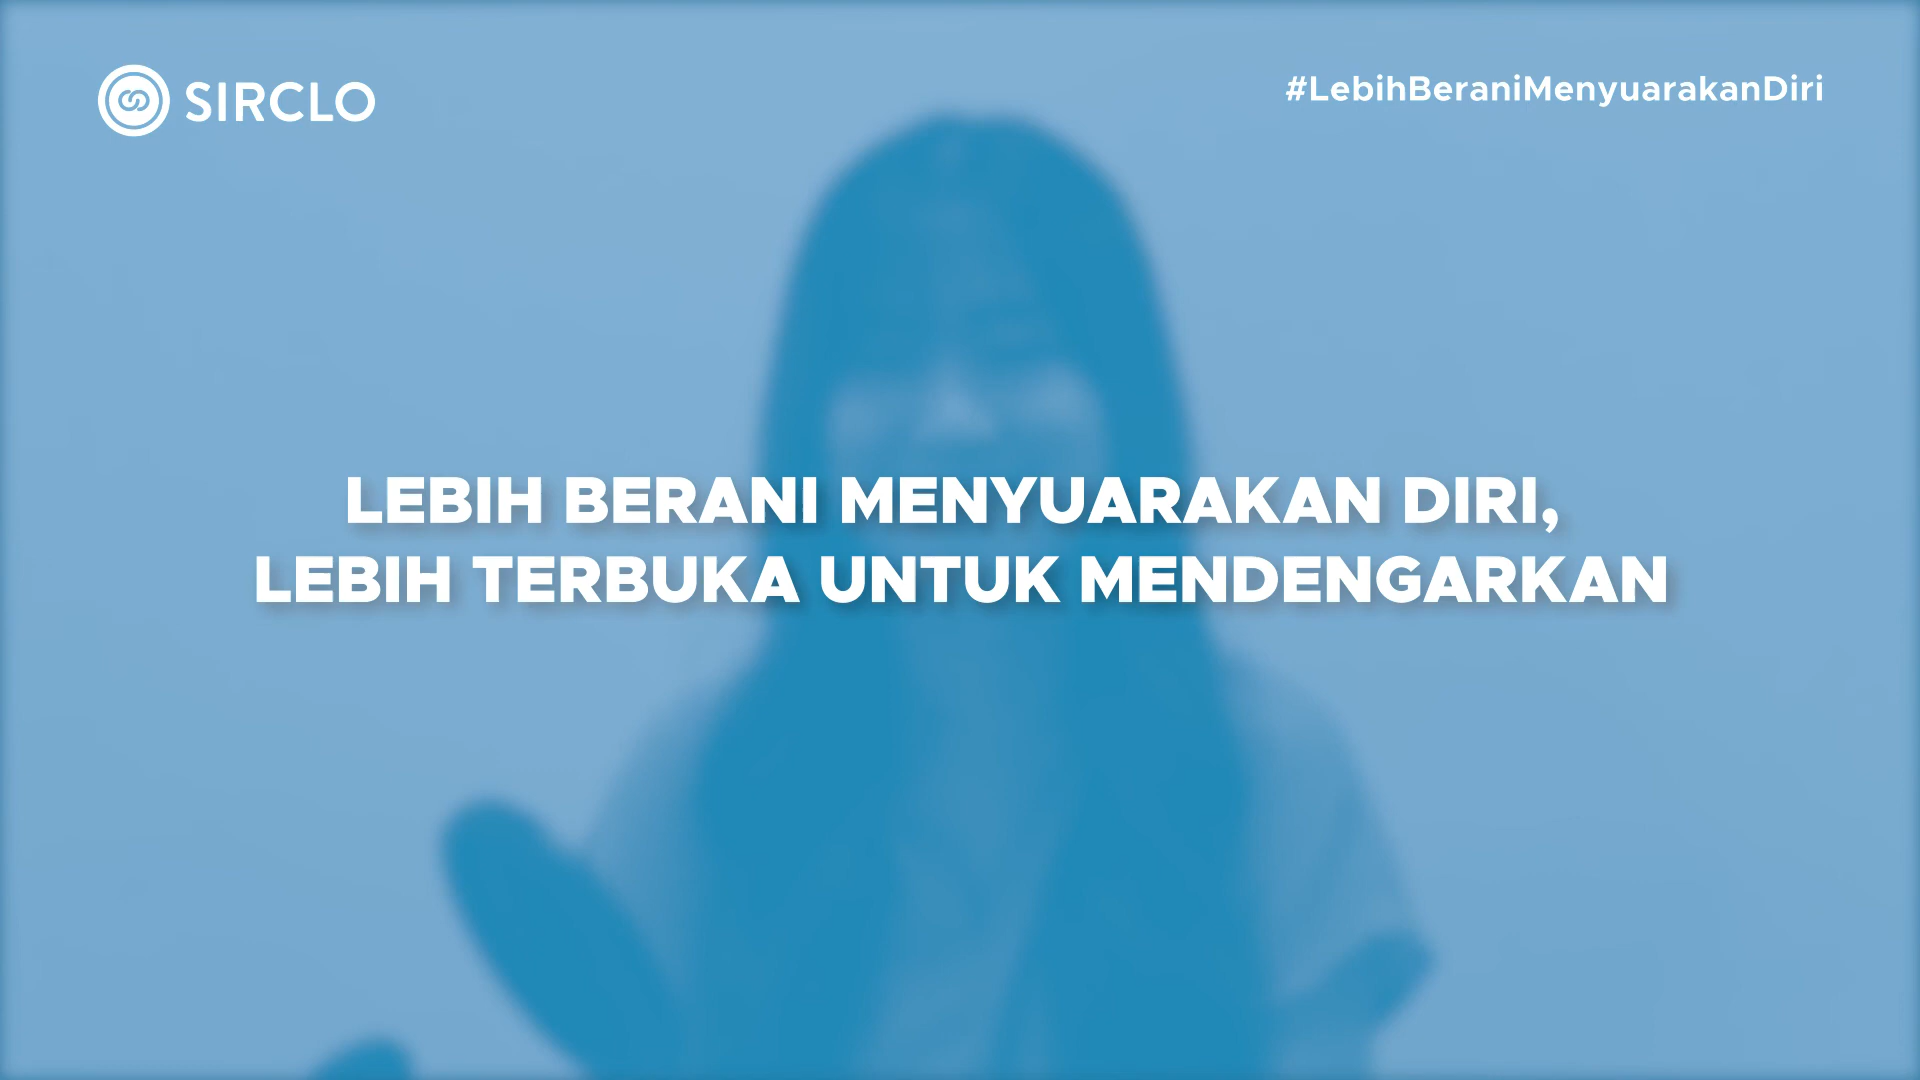 SIRCLO
#LebihBeraniMenyuarakanDiri
LEBIH BERANI MENYUARAKAN DIRI,
LEBIH TERBUKA UNTUK MENDENGARKAN